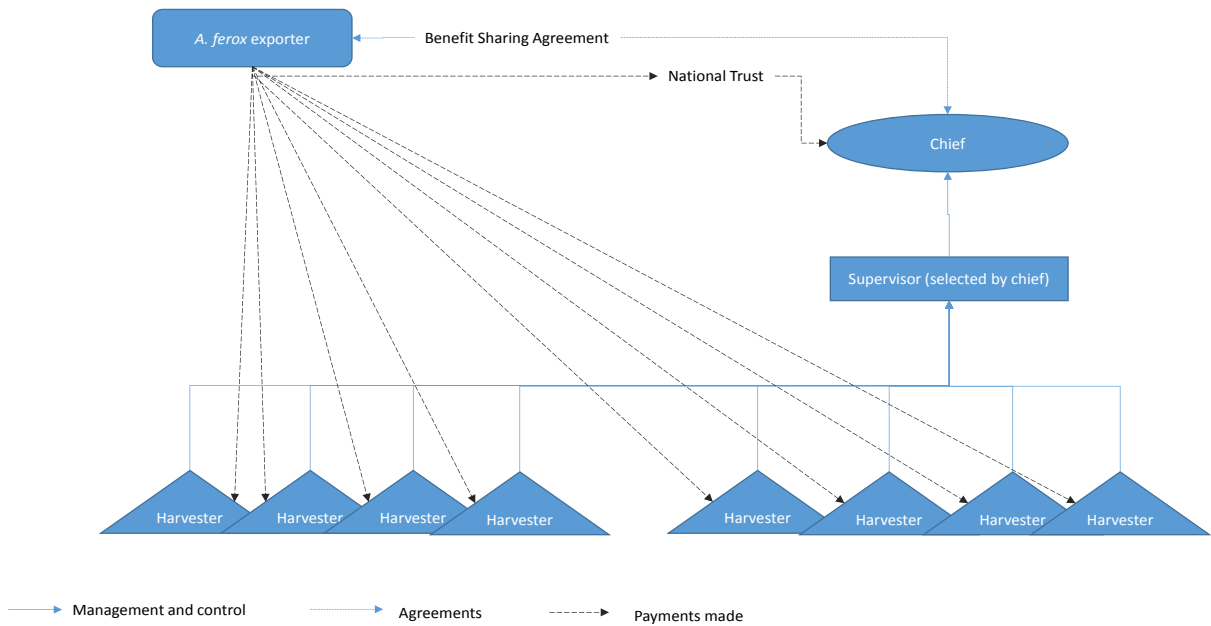 A. ferox exporter
Benefit Sharing Agreement
National Trust
Chief
Supervisor (selected by chief)
Harvester
Harvester
Harvester
Harvester
Harvester
Harvester
Harvester
Harvester
Management and control
Agreements
Payments made